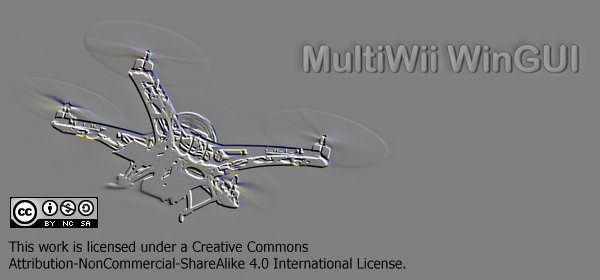 MultiWii WinGUI
cc
BY NC SA
This work is licensed under a Creative Commons
Attribution-NonCommercial-ShareAlike 4.0 International License.